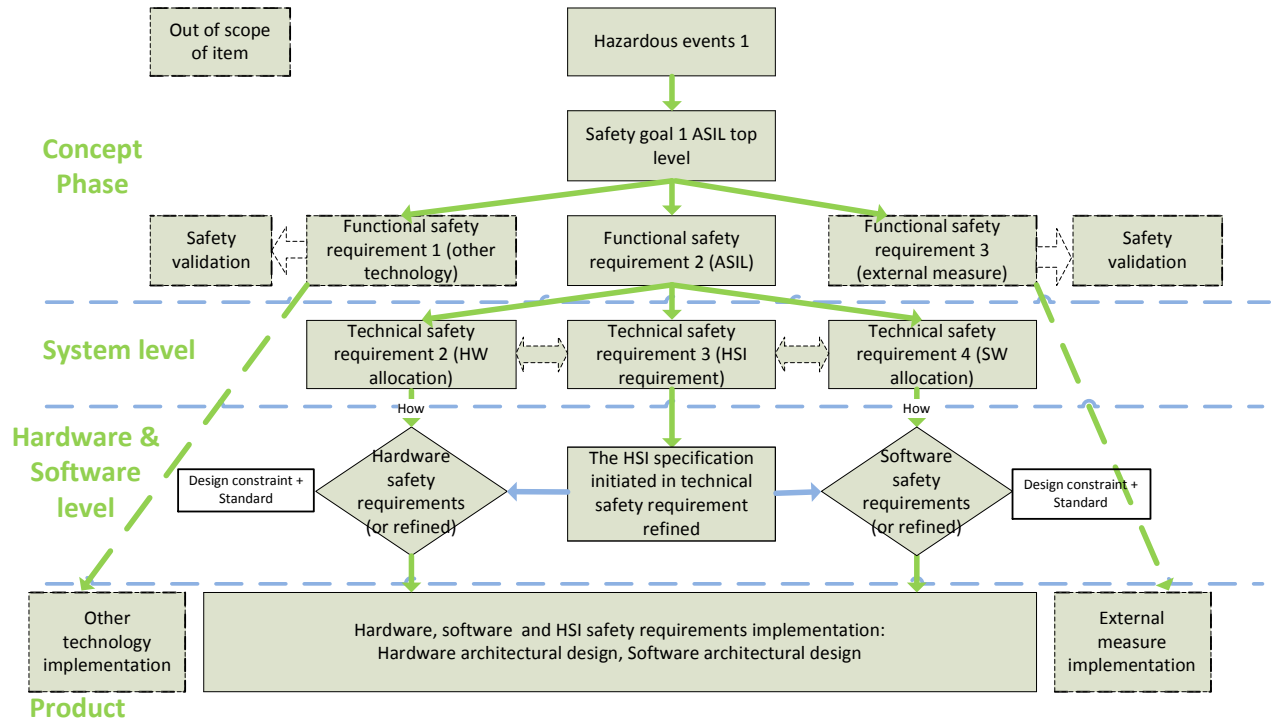 Out of scope
of item
Hazardous events 1
Safety goal 1 ASIL top
level
Concept
Phase
Safety
validation
Functional safety
requirement 1 (other
technology)
Functional safety
requirement 2 (ASIL)
Functional safety
requirement 3
(external measure)
Safety
validation
System level
Technical safety
requirement 2 (HW
allocation)
Technical safety
requirement 3 (HSI
requirement)
Technical safety
requirement 4 (SW
allocation)
How
How
Hardware &
Software
level
Design constraint +
Standard
Hardware
safety
requirements
(or refined)
The HSI specification
initiated in technical
safety requirement
refined
Software
safety
requirements
(or refined)
Design constraint +
Standard
Other
technology
implementation
Hardware, software and HSI safety requirements implementation:
Hardware architectural design, Software architectural design
External
measure
implementation
Product